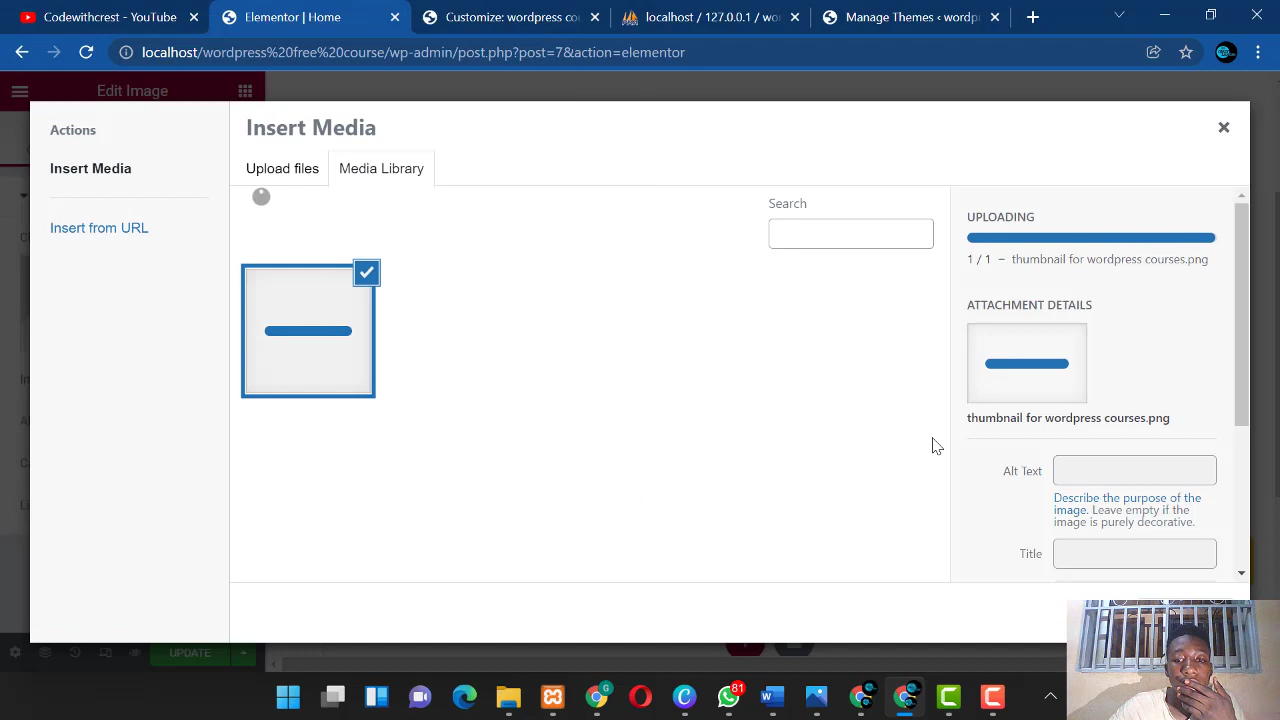 Codewithcrest - YouTube
Elementor | Home
Customize: wordpress co
localhost / 127.0.0.1 / wo
Manage Themes ‹ wordp
localhost/wordpress%20free%20course/wp-admin/post.php?post=7&action=elementor
Edit Image
Actions
Insert Media
Insert from URL
Insert Media
Upload files
Media Library
Search
UPLOADING
1 / 1 – thumbnail for wordpress courses.png
ATTACHMENT DETAILS
thumbnail for wordpress courses.png
Alt Text
Describe the purpose of the
image. Leave empty if the
image is purely decorative.
Title
UPDATE
81